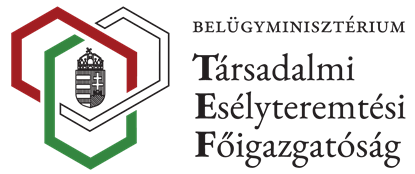 BELÜGYMINISZTÉRIUM
Társadalmi
Esélyteremtési
Főigazgatóság